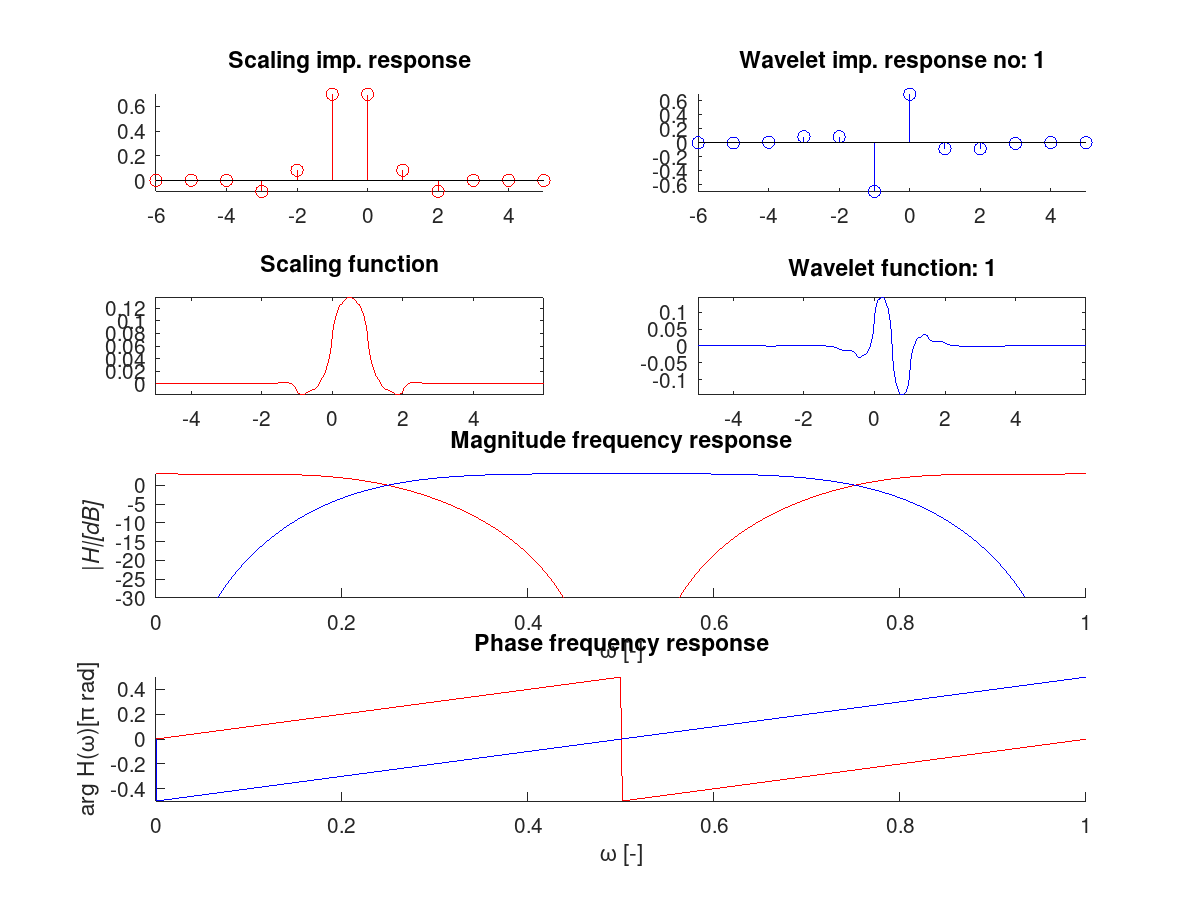 Scaling imp. response
Wavelet imp. response no: 1
0.6
0.4
0.2
0
-6 -4 -2 0 2 4
0.6
0.4
0.2
0
-0.2
-0.4
-0.6
-6 -4 -2 0 2 4
Scaling function
Wavelet function: 1
0.12
0.1
0.08
0.06
0.04
0.02
0
-4 -2 0 2 4
0.1
0.05
0
-0.05
-0.1
-4 -2 0 2 4
Magnitude frequency response
|H|[dB]
0
-5
-10
-15
-20
-25
-30
0 0.2 0.4 0.6 0.8 1
ω [-]
Phase frequency response
arg H(ω)[π rad]
0.4
0.2
0
-0.2
-0.4
0 0.2 0.4 0.6 0.8 1
ω [-]